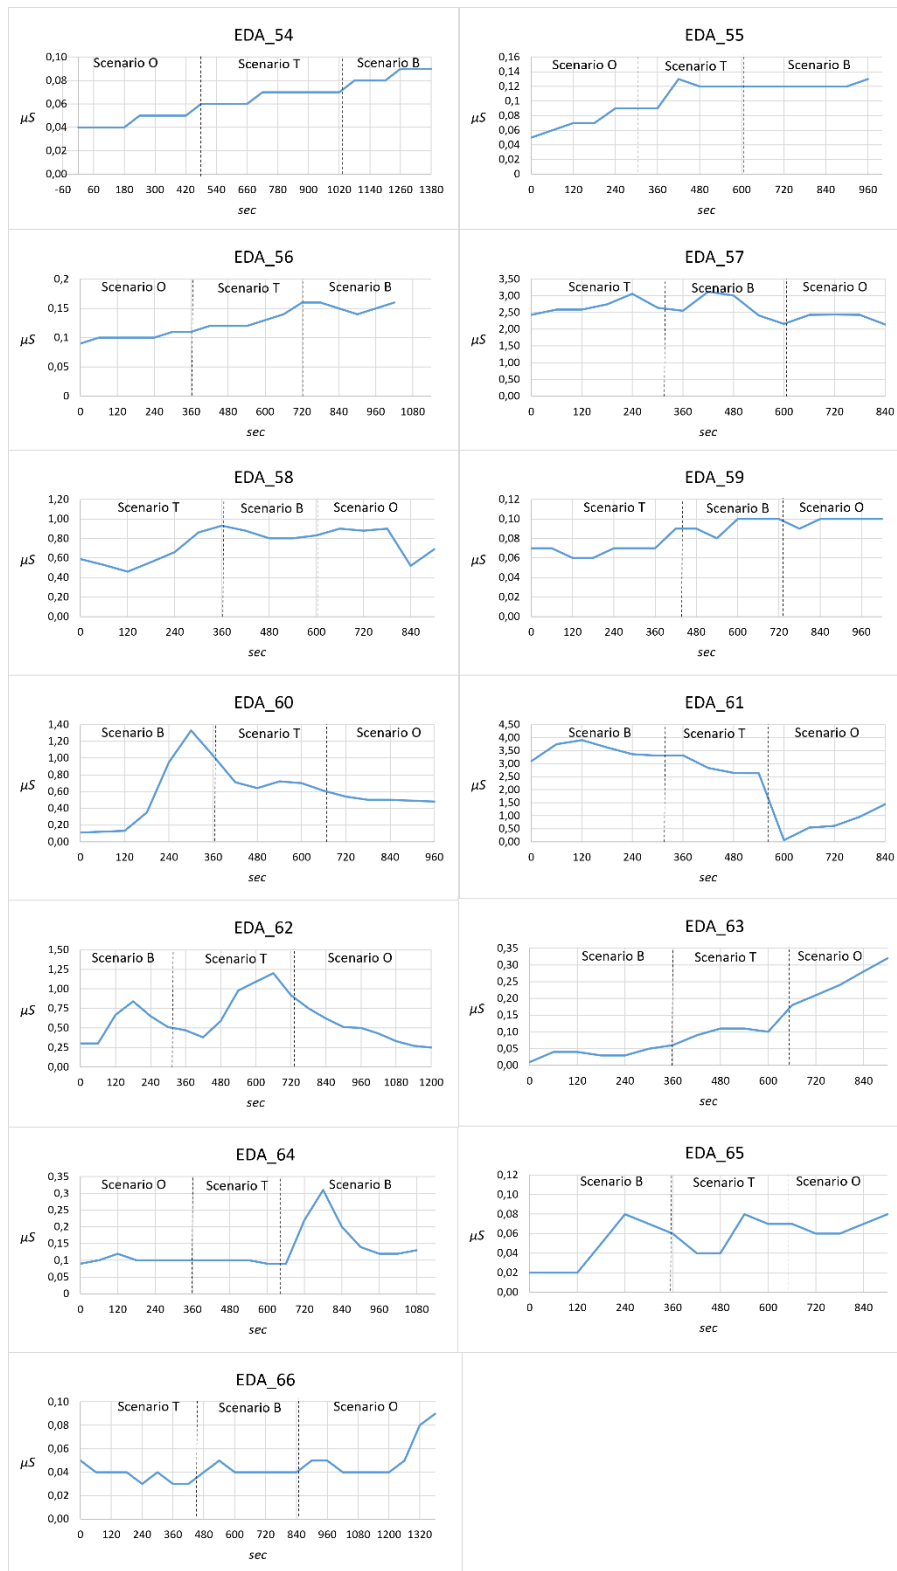 EDA_54
0,10
0,08
0,06
0,04
0,02
0,00
μS
Scenario O Scenario T Scenario B
-60 60 180 300 420 540 660 780 900 1020 1140 1260 1380
sec
EDA_55
0,16
0,14
0,12
0,1
0,08
0,06
0,04
0,02
0
μS
Scenario O Scenario T Scenario B
0 120 240 360 480 600 720 840 960
sec
EDA_56
0,2
0,15
0,1
0,05
0
μS
Scenario O Scenario T Scenario B
0 120 240 360 480 600 720 840 960 1080
sec
EDA_57
3,50
3,00
2,50
2,00
1,50
1,00
0,50
0,00
μS
Scenario T Scenario B Scenario O
0 120 240 360 480 600 720 840
sec
EDA_58
1,20
1,00
0,80
0,60
0,40
0,20
0,00
μS
Scenario T Scenario B Scenario O
0 120 240 360 480 600 720 840
sec
EDA_59
0,12
0,10
0,08
0,06
0,04
0,02
0,00
μS
Scenario T Scenario B Scenario O
0 120 240 360 480 600 720 840 960
sec
EDA_60
1,40
1,20
1,00
0,80
0,60
0,40
0,20
0,00
μS
Scenario B Scenario T Scenario O
0 120 240 360 480 600 720 840 960
sec
EDA_61
4,50
4,00
3,50
3,00
2,50
2,00
1,50
1,00
0,50
0,00
μS
Scenario B Scenario T Scenario O
0 120 240 360 480 600 720 840
sec
EDA_62
1,50
1,25
1,00
0,75
0,50
0,25
0,00
μS
Scenario B Scenario T Scenario O
0 120 240 360 480 600 720 840 960 1080 1200
sec
EDA_63
0,35
0,30
0,25
0,20
0,15
0,10
0,05
0,00
μS
Scenario B Scenario T Scenario O
0 120 240 360 480 600 720 840
sec
EDA_64
0,35
0,3
0,25
0,2
0,15
0,1
0,05
0
μS
Scenario O Scenario T Scenario B
0 120 240 360 480 600 720 840 960 1080
sec
EDA_65
0,12
0,10
0,08
0,06
0,04
0,02
0,00
μS
Scenario B Scenario T Scenario O
0 120 240 360 480 600 720 840
sec
EDA_66
0,10
0,08
0,06
0,04
0,02
0,00
μS
Scenario T Scenario B Scenario O
0 120 240 360 480 600 720 840 960 1080 1200 1320
sec